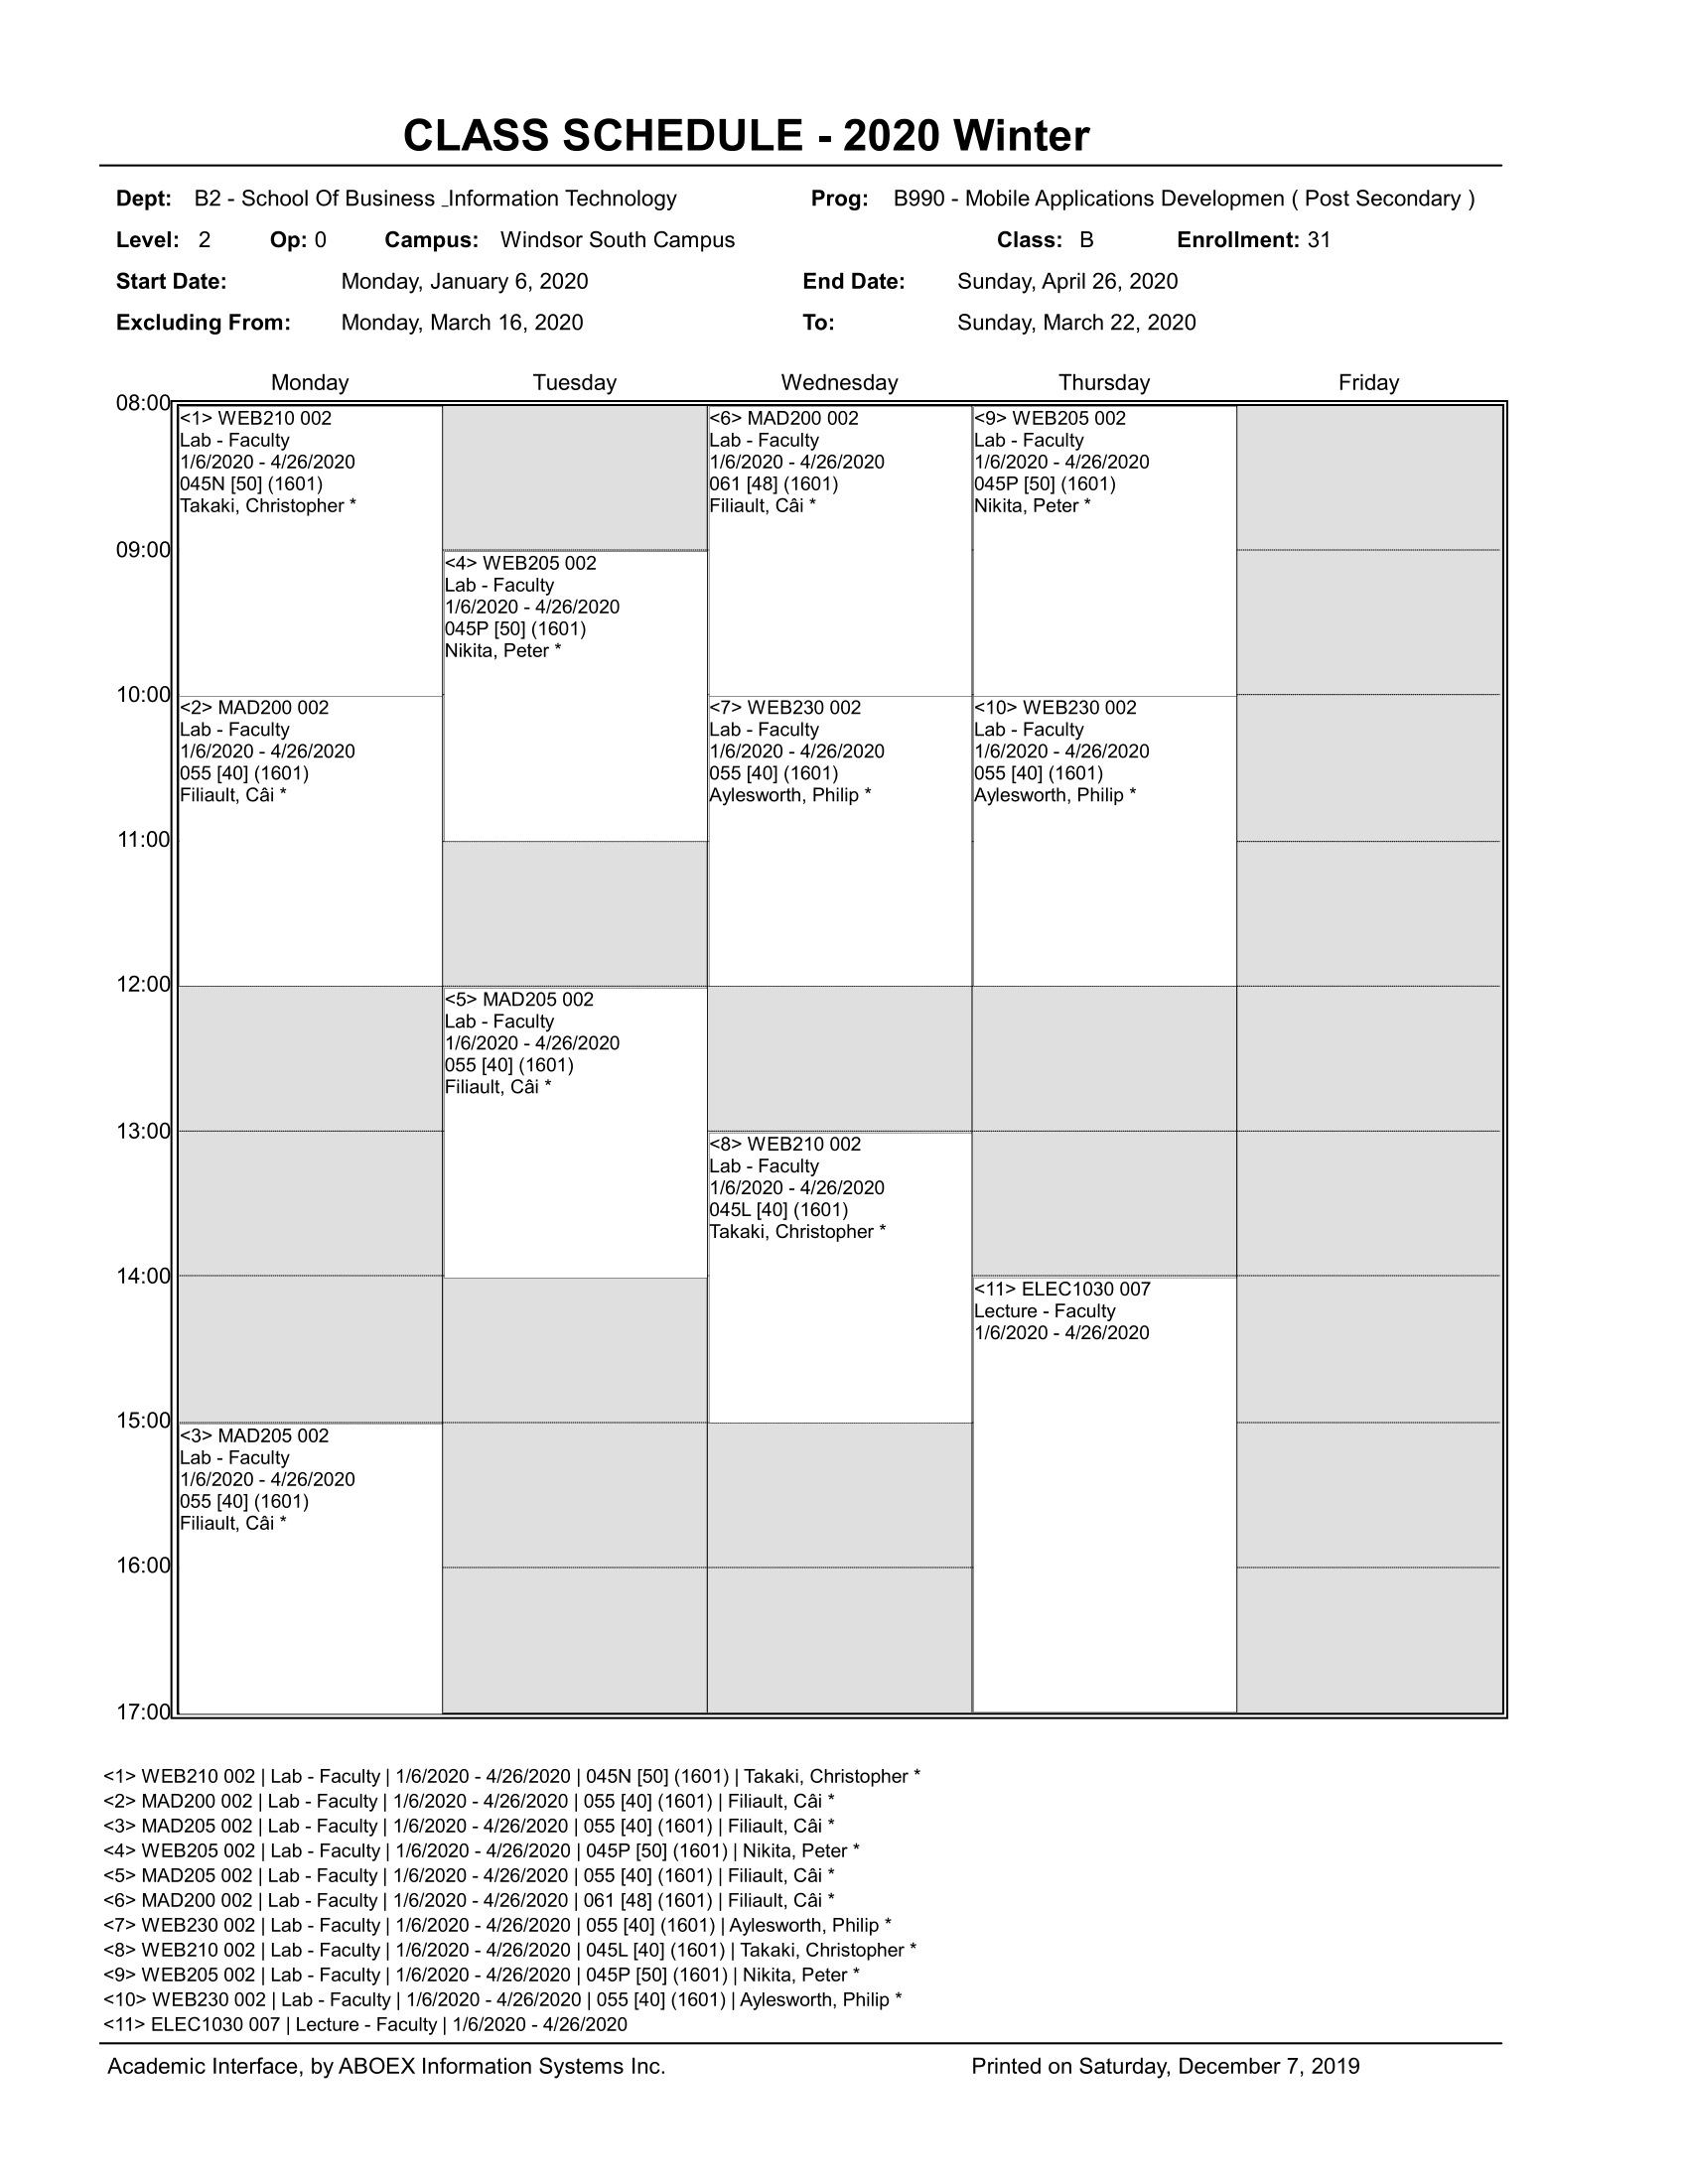 CLASS SCHEDULE - 2020 Winter
Dept: B2 - School Of Business _Information Technology Prog: B990 - Mobile Applications Developmen ( Post Secondary )
Level: 2 Op: 0 Campus: Windsor South Campus Class: B Enrollment: 31
Start Date: Monday, January 6, 2020 End Date: Sunday, April 26, 2020
Excluding From: Monday, March 16, 2020 To: Sunday, March 22, 2020
Monday Tuesday Wednesday Thursday Friday
08:00
<1> WEB210 002
Lab - Faculty
1/6/2020 - 4/26/2020
045N [50] (1601)
Takaki, Christopher *
<6> MAD200 002
Lab - Faculty
1/6/2020 - 4/26/2020
061 [48] (1601)
Filiault, Câi *
<9> WEB205 002
Lab - Faculty
1/6/2020 - 4/26/2020
045P [50] (1601)
Nikita, Peter *
09:00
<4> WEB205 002
Lab - Faculty
1/6/2020 - 4/26/2020
045P [50] (1601)
Nikita, Peter *
10:00
<2> MAD200 002
Lab - Faculty
1/6/2020 - 4/26/2020
055 [40] (1601)
Filiault, Câi *
<7> WEB230 002
Lab - Faculty
1/6/2020 - 4/26/2020
055 [40] (1601)
Aylesworth, Philip *
<10> WEB230 002
Lab - Faculty
1/6/2020 - 4/26/2020
055 [40] (1601)
Aylesworth, Philip *
11:00
12:00
<5> MAD205 002
Lab - Faculty
1/6/2020 - 4/26/2020
055 [40] (1601)
Filiault, Câi *
13:00
<8> WEB210 002
Lab - Faculty
1/6/2020 - 4/26/2020
045L [40] (1601)
Takaki, Christopher *
14:00
<11> ELEC1030 007
Lecture - Faculty
1/6/2020 - 4/26/2020
15:00
<3> MAD205 002
Lab - Faculty
1/6/2020 - 4/26/2020
055 [40] (1601)
Filiault, Câi *
16:00
17:00
<1> WEB210 002 | Lab - Faculty | 1/6/2020 - 4/26/2020 | 045N [50] (1601) | Takaki, Christopher *
<2> MAD200 002 | Lab - Faculty | 1/6/2020 - 4/26/2020 | 055 [40] (1601) | Filiault, Câi *
<3> MAD205 002 | Lab - Faculty | 1/6/2020 - 4/26/2020 | 055 [40] (1601) | Filiault, Câi *
<4> WEB205 002 | Lab - Faculty | 1/6/2020 - 4/26/2020 | 045P [50] (1601) | Nikita, Peter *
<5> MAD205 002 | Lab - Faculty | 1/6/2020 - 4/26/2020 | 055 [40] (1601) | Filiault, Câi *
<6> MAD200 002 | Lab - Faculty | 1/6/2020 - 4/26/2020 | 061 [48] (1601) | Filiault, Câi *
<7> WEB230 002 | Lab - Faculty | 1/6/2020 - 4/26/2020 | 055 [40] (1601) | Aylesworth, Philip *
<8> WEB210 002 | Lab - Faculty | 1/6/2020 - 4/26/2020 | 045L [40] (1601) | Takaki, Christopher *
<9> WEB205 002 | Lab - Faculty | 1/6/2020 - 4/26/2020 | 045P [50] (1601) | Nikita, Peter *
<10> WEB230 002 | Lab - Faculty | 1/6/2020 - 4/26/2020 | 055 [40] (1601) | Aylesworth, Philip *
<11> ELEC1030 007 | Lecture - Faculty | 1/6/2020 - 4/26/2020
Academic Interface, by ABOEX Information Systems Inc. Printed on Saturday, December 7, 2019